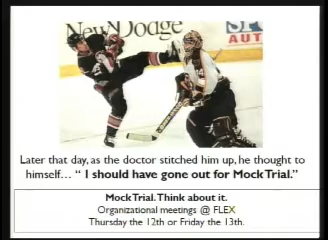 New Dodge
AUT
Later that day, as the doctor stitched him up, he thought to
himself... “ I should have gone out for Mock Trial.”
Mock Trial. Think about it.
Organizational meetings @ FLEX
Thursday the 12th or Friday the 13th.